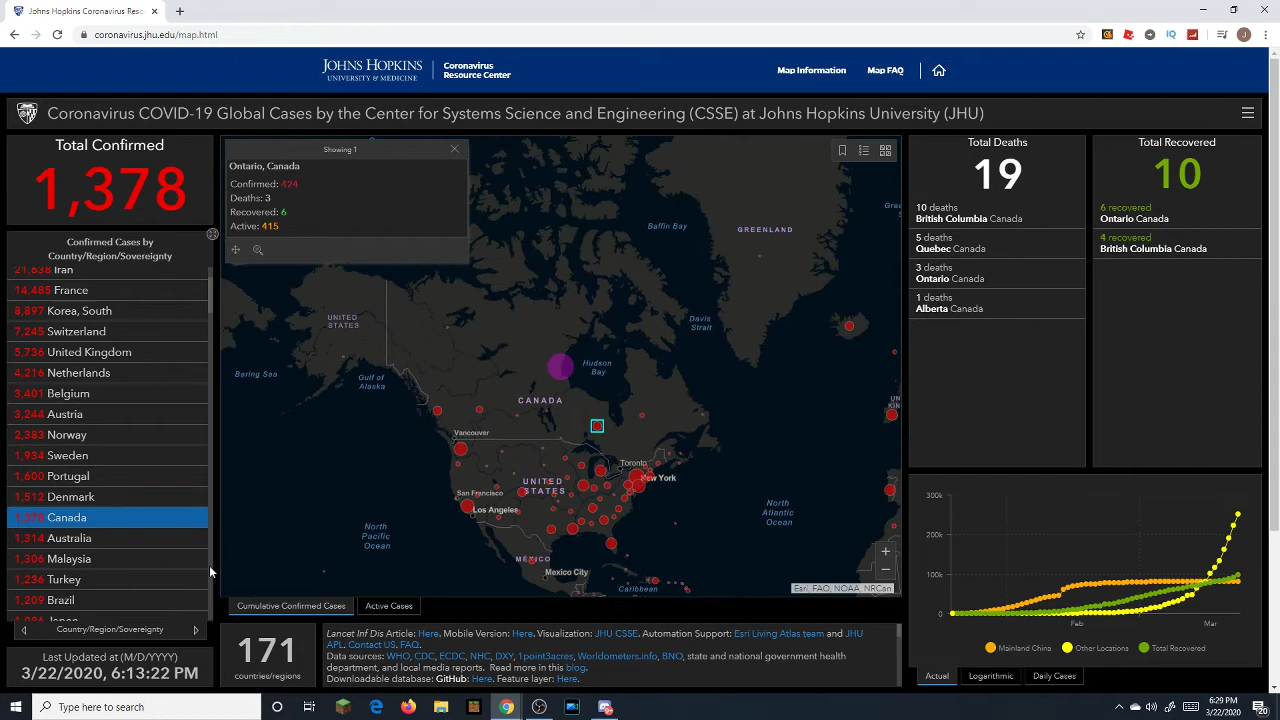 Johns Hopkins Coronavirus Res
coronavirus.jhu.edu/map.html
J
JOHNS HOPKINS
UNIVERSITY & MEDICINE
Coronavirus
Resource Center
Map Information
Map FAQ
Coronavirus COVID-19 Global Cases by the Center for Systems Science and Engineering (CSSE) at Johns Hopkins University (JHU)
Total Confirmed
1,378
Confirmed Cases by
Country/Region/Sovereignty
21,638 Iran
14,485 France
8,897 Korea, South
7,245 Switzerland
5,736 United Kingdom
4,216 Netherlands
3,401 Belgium
3,244 Austria
2,383 Norway
1,934 Sweden
1,600 Portugal
1,512 Denmark
1,378 Canada
1,314 Australia
1,306 Malaysia
1,236 Turkey
1,209 Brazil
Japan
Country/Region/Sovereignty
Last Updated at (M/D/YYYY)
3/22/2020, 6:13:22 PM
Showing 1
Ontario, Canada
Confirmed: 424
Deaths: 3
Recovered: 6
Active: 415
Baffin Bay
GREENLAND
Gre
UNITED
STATES
Davis
Strait
Hudson
Bay
Bering Sea
Gulf of
Alaska
CANADA
UN
KIN
Vancouver
Toronto
UNITED
STATES
New York
San Francisco
Los Angeles
North
Pacific
Ocean
North
Atlantic
Ocean
MÉXICO
Mexico City
Caribbean
Esri, FAO, NOAA, NRCan
Cumulative Confirmed Cases
Active Cases
171
countries/regions
Lancet Inf Dis Article: Here. Mobile Version: Here. Visualization: JHU CSSE. Automation Support: Esri Living Atlas team and JHU
APL. Contact US. FAQ.
Data sources: WHO, CDC, ECDC, NHC, DXY, 1point3acres, Worldometers.info, BNO, state and national government health
department, and local media reports. Read more in this blog.
Downloadable database: GitHub: Here. Feature layer: Here.
Total Deaths
19
10 deaths
British Columbia Canada
5 deaths
Quebec Canada
3 deaths
Ontario Canada
1 deaths
Alberta Canada
Total Recovered
10
6 recovered
Ontario Canada
4 recovered
British Columbia Canada
300k
200k
100k
0
Feb
Mar
Mainland China
Other Locations
Total Recovered
Actual
Logarithmic
Daily Cases
Type here to search
6:29 PM
3/22/2020
20